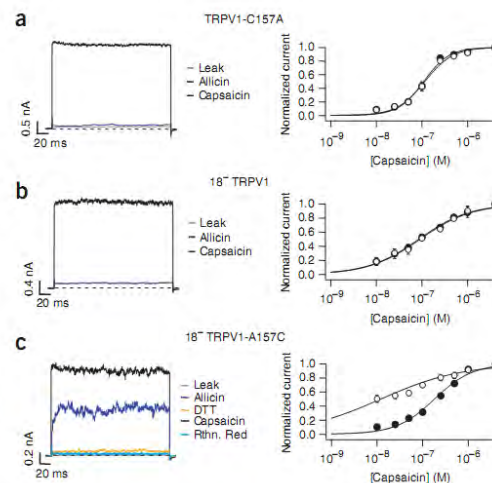 a
TRPV1-C157A
Leak
Allicin
Capsaicin
0.5 nA
20 ms
Normalized current
1.0
0.8
0.6
0.4
0.2
0.0
10⁻⁹ 10⁻⁸ 10⁻⁷ 10⁻⁶
[Capsaicin] (M)
b
18⁻ TRPV1
Leak
Allicin
Capsaicin
0.4 nA
20 ms
Normalized current
1.0
0.8
0.6
0.4
0.2
0.0
10⁻⁹ 10⁻⁸ 10⁻⁷ 10⁻⁶
[Capsaicin] (M)
c
18⁻ TRPV1-A157C
Leak
Allicin
DTT
Capsaicin
Rthn. Red
0.2 nA
20 ms
Normalized current
1.0
0.8
0.6
0.4
0.2
0.0
10⁻⁹ 10⁻⁸ 10⁻⁷ 10⁻⁶
[Capsaicin] (M)